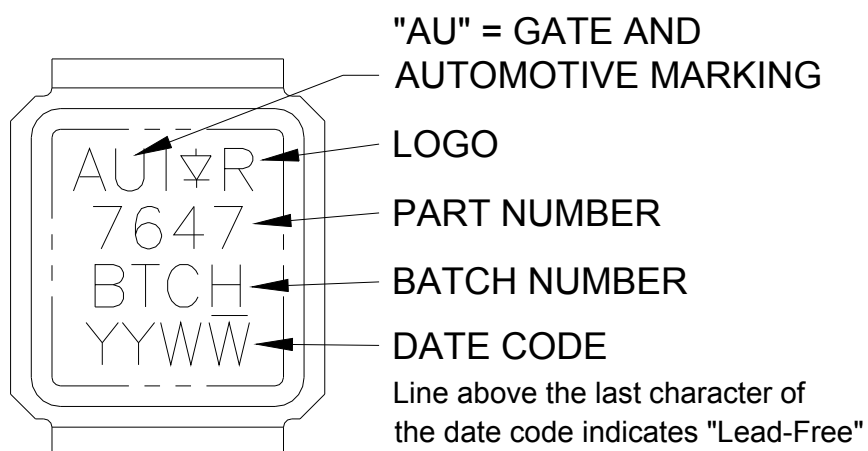 "AU" = GATE AND
AUTOMOTIVE MARKING
AUI R
LOGO
7647
PART NUMBER
BTCH
BATCH NUMBER
YYWW
DATE CODE
Line above the last character of
the date code indicates "Lead-Free"